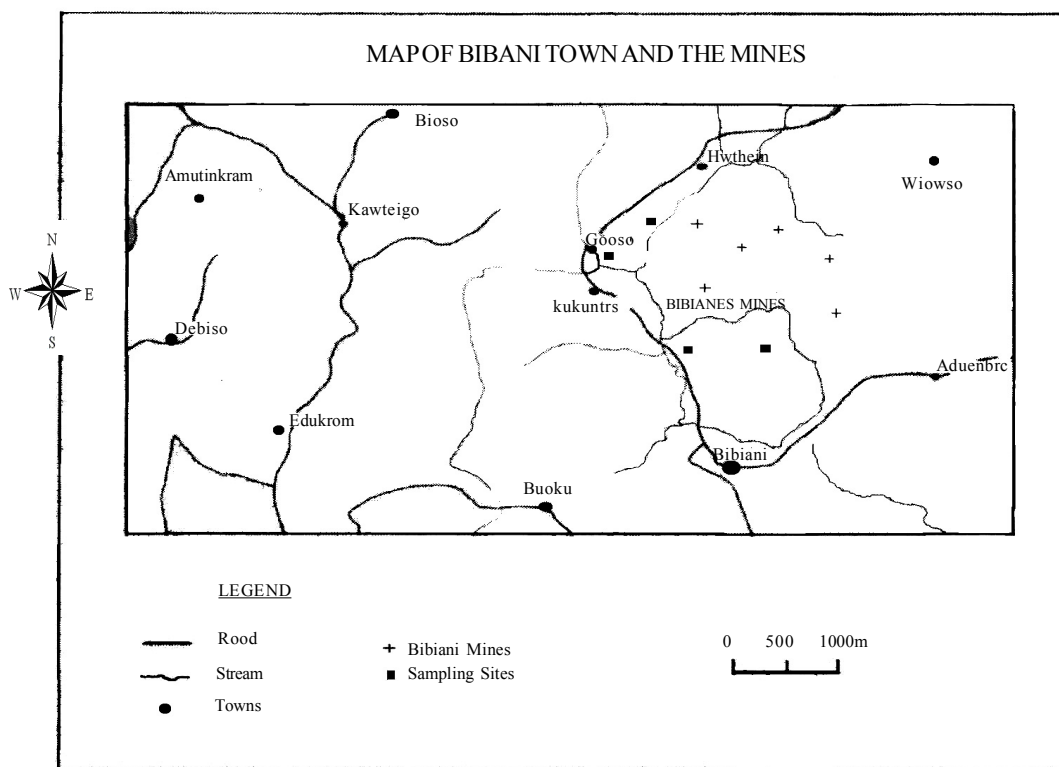 MAP OF BIBANI TOWN AND THE MINES
Bioso
Hwthein
Amutinkram
Wiowso
Kawteigo
N
Gooso
W E
kukuntrs
BIBIANES MINES
S
Debiso
Aduenbrc
Edukrom
Bibiani
Buoku
LEGEND
Rood
Stream
Towns
+ Bibiani Mines
Sampling Sites
0 500 1000m